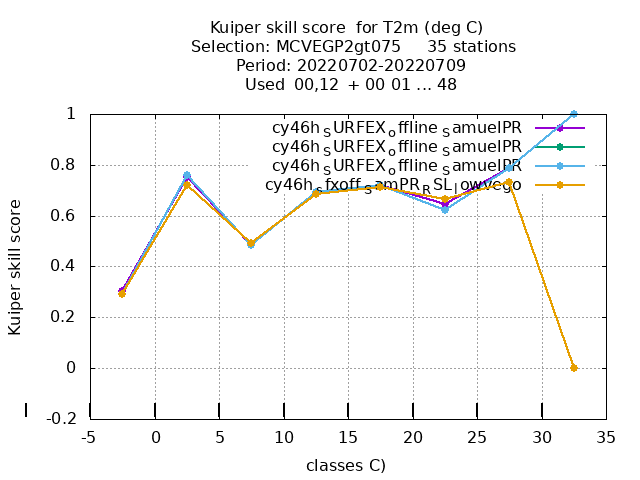 Kuiper skill score  for T2m (deg C)
Selection: MCVEGP2gt075     35 stations
Period: 20220702-20220709
Used  00,12  + 00 01 ... 48
cy46h_SURFEX_offline_SamuelPR
cy46h_SURFEX_offline_SamuelPR
cy46h_SURFEX_offline_SamuelPR
cy46h_sfxoff_SamPR_RSL_lowvego
Kuiper skill score
1
0.8
0.6
0.4
0.2
0
-0.2
-5 0 5 10 15 20 25 30 35
classes C)